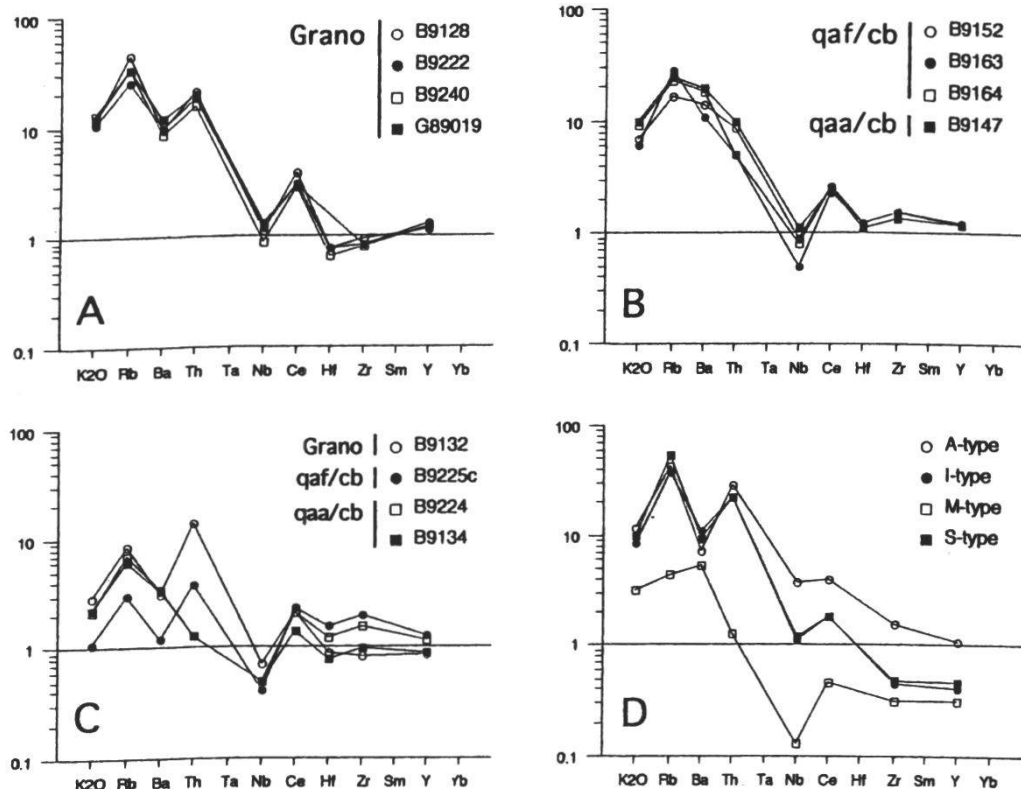 100
10
1
0.1
Grano
B9128
B9222
B9240
G89019
A
K2O Rb Ba Th Ta Nb Ce Hf Zr Sm Y Yb
100
10
1
0.1
qaf/cb
B9152
B9163
B9164
qaa/cb
B9147
B
K2O Rb Ba Th Ta Nb Ce Hf Zr Sm Y Yb
100
10
1
0.1
Grano B9132
qaf/cb B9225c
qaa/cb B9224
B9134
C
K2O Rb Ba Th Ta Nb Ce Hf Zr Sm Y Yb
100
10
1
0.1
A-type
I-type
M-type
S-type
D
K2O Rb Ba Th Ta Nb Ce Hf Zr Sm Y Yb